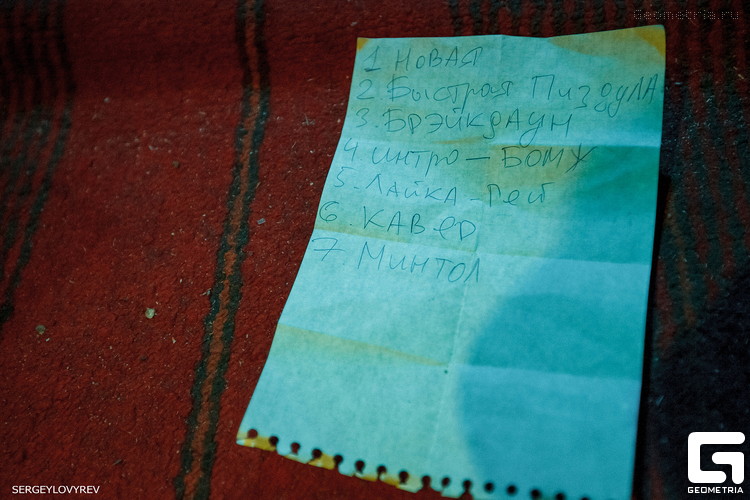 Geometria.ru
1 НОВАЯ
2 Быстрая Пиздула
3 БРЭЙКДАУН
4 интро - БОМЖ
5. ЛАЙКА - Регб
6. КАВЕР
7. Минтол
SERGEYLOVYREV
GEOMETRIA